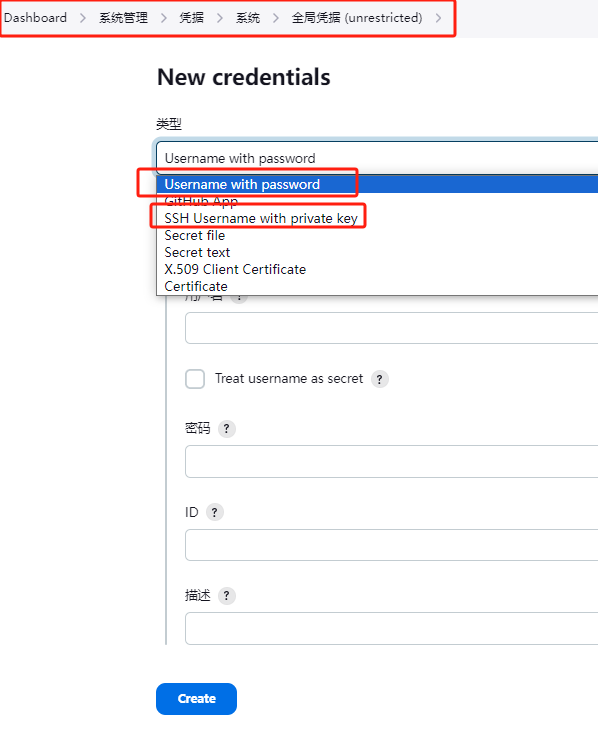 Dashboard > 系统管理 > 凭据 > 系统 > 全局凭据 (unrestricted) >
New credentials
类型
Username with password
Username with password
GitHub App
SSH Username with private key
Secret file
Secret text
X.509 Client Certificate
Certificate
用户名 ?
Treat username as secret ?
密码 ?
ID ?
描述 ?
Create